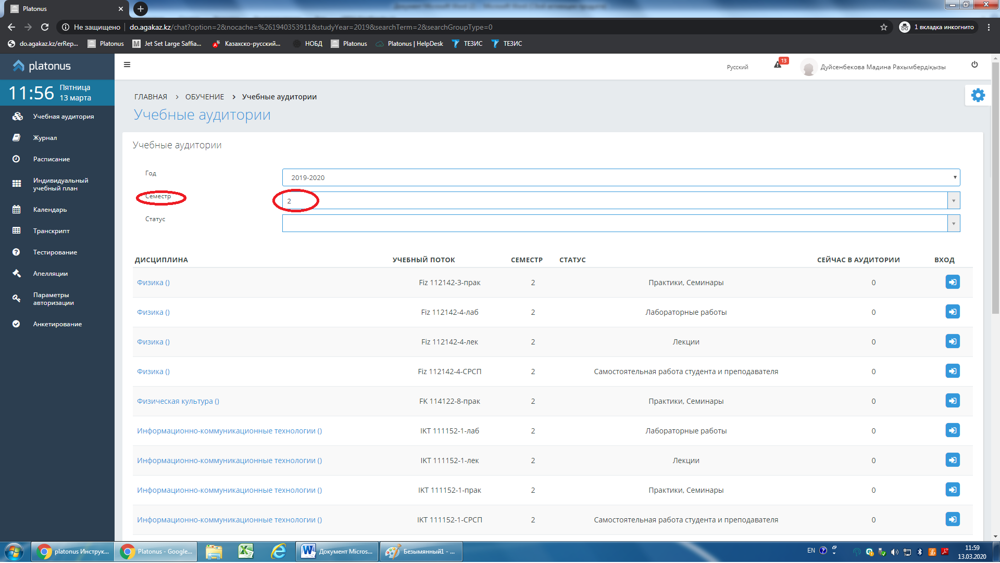 Platonus
Не защищено do.agakaz.kz/chat?option=2&nocache=%261940353911&studyYear=2019&searchTerm=2&searchGroupType=0 1 вкладка инкогнито
do.agakaz.kz/erRep... Platonus Jet Set Large Saffia... Казахско-русский... НОБД Platonus Platonus | HelpDesk ТЕЗИС ТЕЗИС
platonus
Русский 13 Дуйсенбекова Мадина Рахымбердіқызы
11:56 Пятница
13 марта
Учебная аудитория
Журнал
Расписание
Индивидуальный
учебный план
Календарь
Транскрипт
Тестирование
Апелляции
Параметры
авторизации
Анкетирование
ГЛАВНАЯ > ОБУЧЕНИЕ > Учебные аудитории
Учебные аудитории
Учебные аудитории
Год 2019-2020
Семестр 2
Статус
ДИСЦИПЛИНА УЧЕБНЫЙ ПОТОК СЕМЕСТР СТАТУС СЕЙЧАС В АУДИТОРИИ ВХОД
Физика () Fiz 112142-3-прак 2 Практики, Семинары 0
Физика () Fiz 112142-4-лаб 2 Лабораторные работы 0
Физика () Fiz 112142-4-лек 2 Лекции 0
Физика () Fiz 112142-4-СРСП 2 Самостоятельная работа студента и преподавателя 0
Физическая культура () FK 114122-8-прак 2 Практики, Семинары 0
Информационно-коммуникационные технологии () IKT 111152-1-лаб 2 Лабораторные работы 0
Информационно-коммуникационные технологии () IKT 111152-1-лек 2 Лекции 0
Информационно-коммуникационные технологии () IKT 111152-1-прак 2 Практики, Семинары 0
Информационно-коммуникационные технологии () IKT 111152-1-СРСП 2 Самостоятельная работа студента и преподавателя 0
platonus Инструк... Platonus - Google... Документ Micros... Безымянный1 - ... EN 11:59
13.03.2020